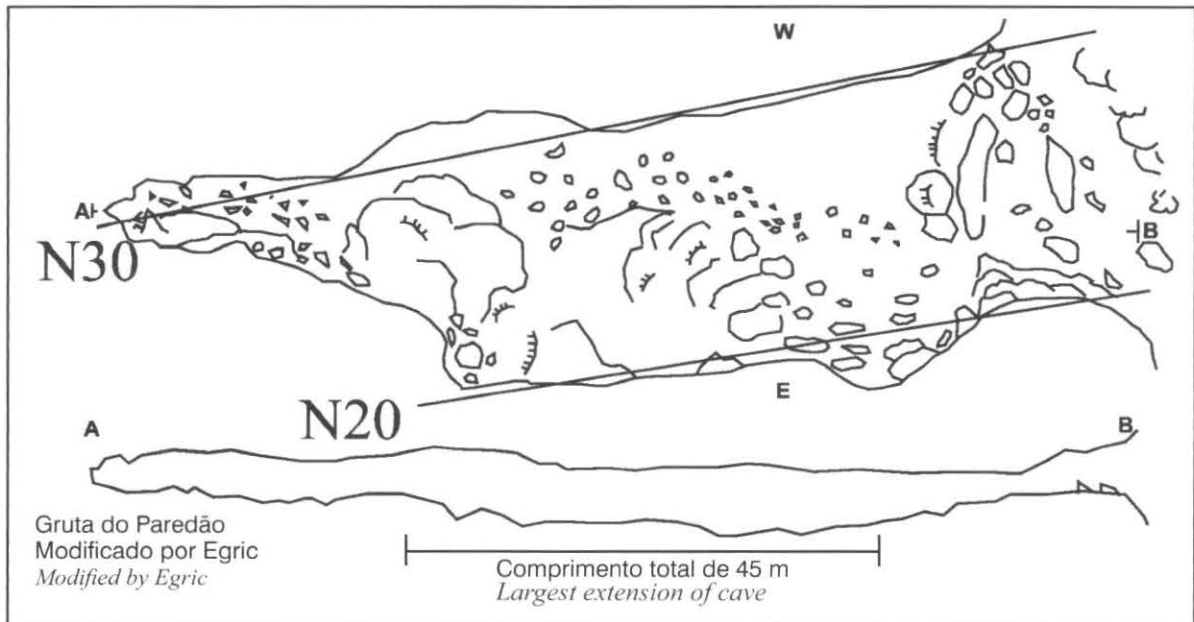 W
A
B
N30
E
N20
A
B
Gruta do Paredão
Modificado por Egric
Modified by Egric
Comprimento total de 45 m
Largest extension of cave